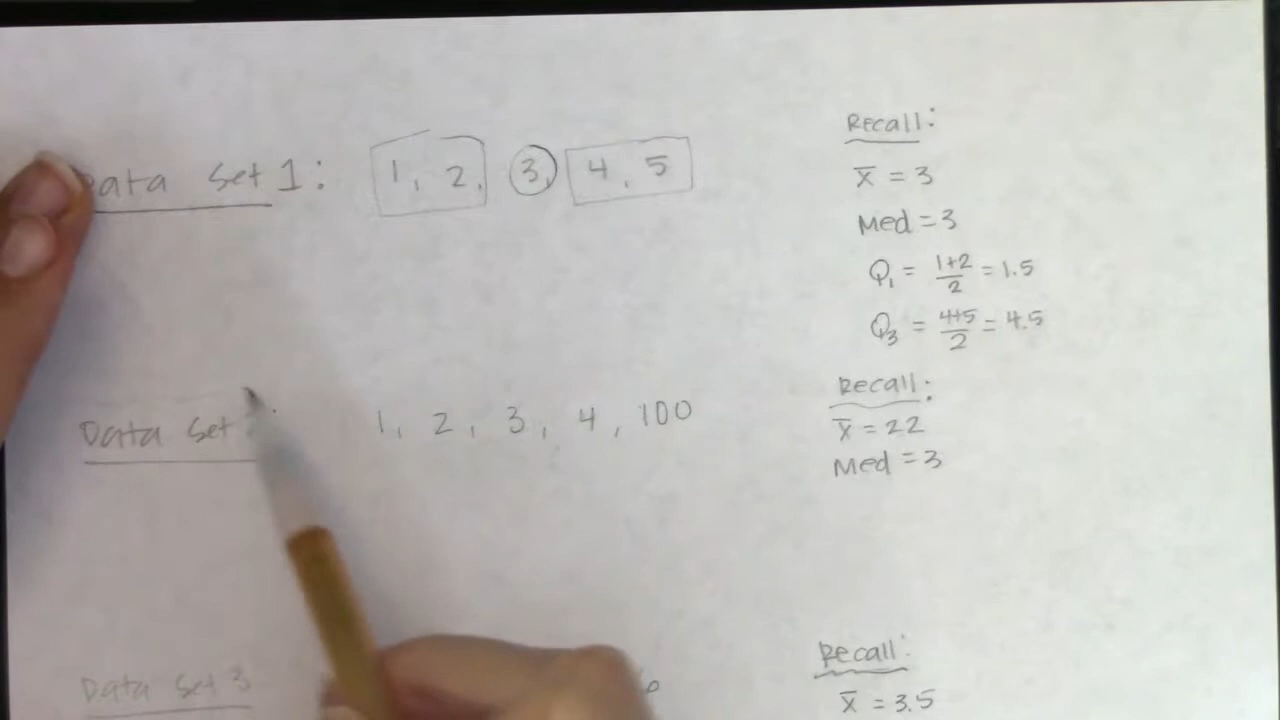 Data Set 1: 1, 2, 3, 4, 5
Recall:
x̄ = 3
Med = 3
Q₁ = 1+2/2 = 1.5
Q₃ = 4+5/2 = 4.5
Data Set 1, 2, 3, 4, 100
Recall:
x̄ = 22
Med = 3
Data Set 3 6
Recall:
x̄ = 3.5